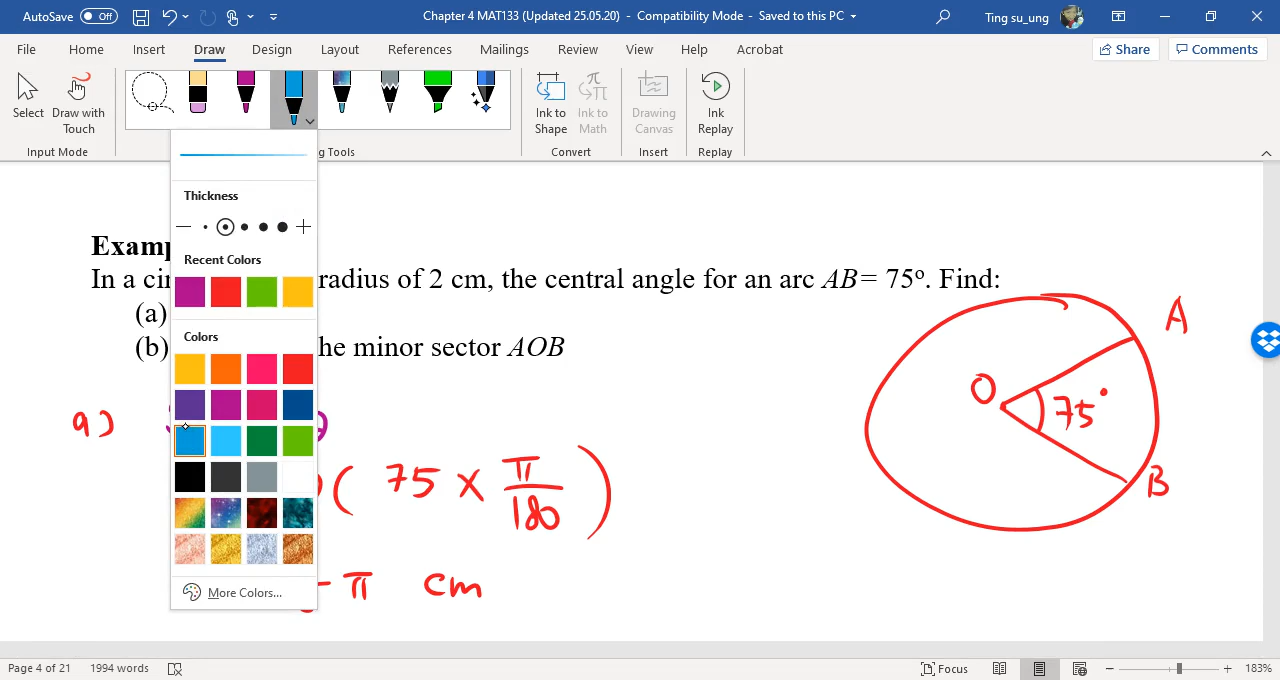 AutoSave Off Chapter 4 MAT133 (Updated 25.05.20) - Compatibility Mode - Saved to this PC Ting su_ung
File Home Insert Draw Design Layout References Mailings Review View Help Acrobat Share Comments
Select Draw with Touch Ink to Shape Ink to Math Drawing Canvas Ink Replay
Input Mode g Tools Convert Insert Replay
Thickness
Recent Colors
Colors
More Colors...
Examp
In a cir radius of 2 cm, the central angle for an arc AB= 75º. Find:
(a)
(b) he minor sector AOB
A
O 75°
B
a)
( 75 × π/180 )
π cm
Page 4 of 21 1994 words Focus 183%